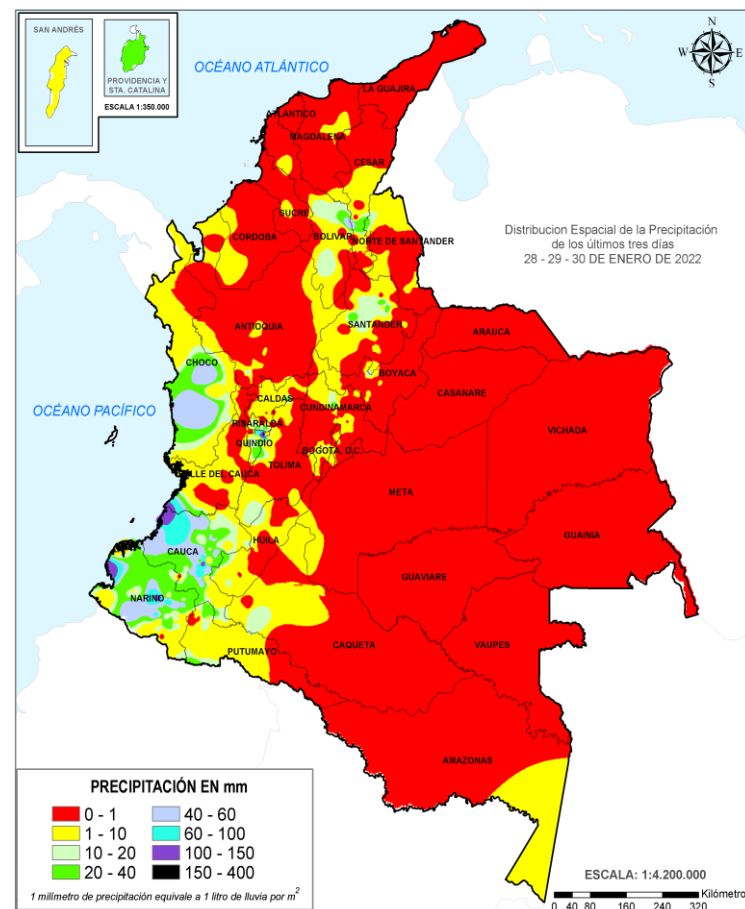 SAN ANDRÉS
PROVIDENCIA Y
STA. CATALINA
ESCALA 1:350.000
OCÉANO ATLÁNTICO
N
W E
S
LA GUAJIRA
ATLANTICO
MAGDALENA
CESAR
SUCRE
CORDOBA
BOLIVAR
NORTE DE SANTANDER
Distribucion Espacial de la Precipitación
de los últimos tres días
28 - 29 - 30 DE ENERO DE 2022
ANTIOQUIA
SANTANDER
ARAUCA
CHOCO
BOYACA
CASANARE
OCÉANO PACÍFICO
CALDAS
CUNDINAMARCA
RISARALDA
VICHADA
QUINDIO
BOGOTA, D.C.
TOLIMA
VALLE DEL CAUCA
META
CAUCA
HUILA
GUAINIA
GUAVIARE
NARIÑO
PUTUMAYO
CAQUETA
VAUPES
AMAZONAS
PRECIPITACIÓN EN mm
0 - 1 40 - 60
1 - 10 60 - 100
10 - 20 100 - 150
20 - 40 150 - 400
1 milímetro de precipitación equivale a 1 litro de lluvia por m²
ESCALA: 1:4.200.000
Kilómetro
0 40 80 160 240 320